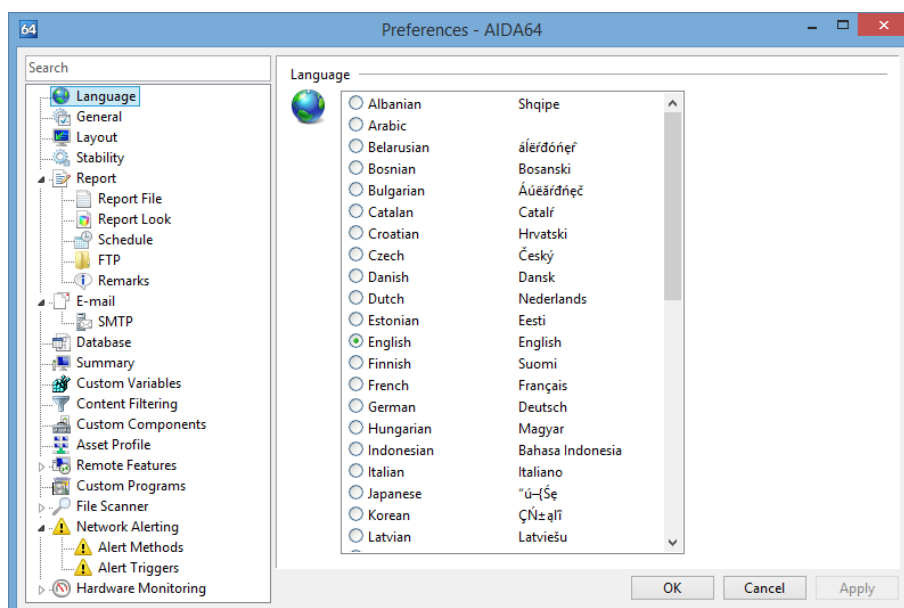 64 Preferences - AIDA64
Search
Language
General
Layout
Stability
Report
Report File
Report Look
Schedule
FTP
Remarks
E-mail
SMTP
Database
Summary
Custom Variables
Content Filtering
Custom Components
Asset Profile
Remote Features
Custom Programs
File Scanner
Network Alerting
Alert Methods
Alert Triggers
Hardware Monitoring
Language
Albanian Shqipe
Arabic
Belarusian áĺëŕđóńęŕ
Bosnian Bosanski
Bulgarian Áúëăŕđńęč
Catalan Catalŕ
Croatian Hrvatski
Czech Český
Danish Dansk
Dutch Nederlands
Estonian Eesti
English English
Finnish Suomi
French Français
German Deutsch
Hungarian Magyar
Indonesian Bahasa Indonesia
Italian Italiano
Japanese "ú–{Śę
Korean ÇŃ±ąľî
Latvian Latviešu
OK Cancel Apply